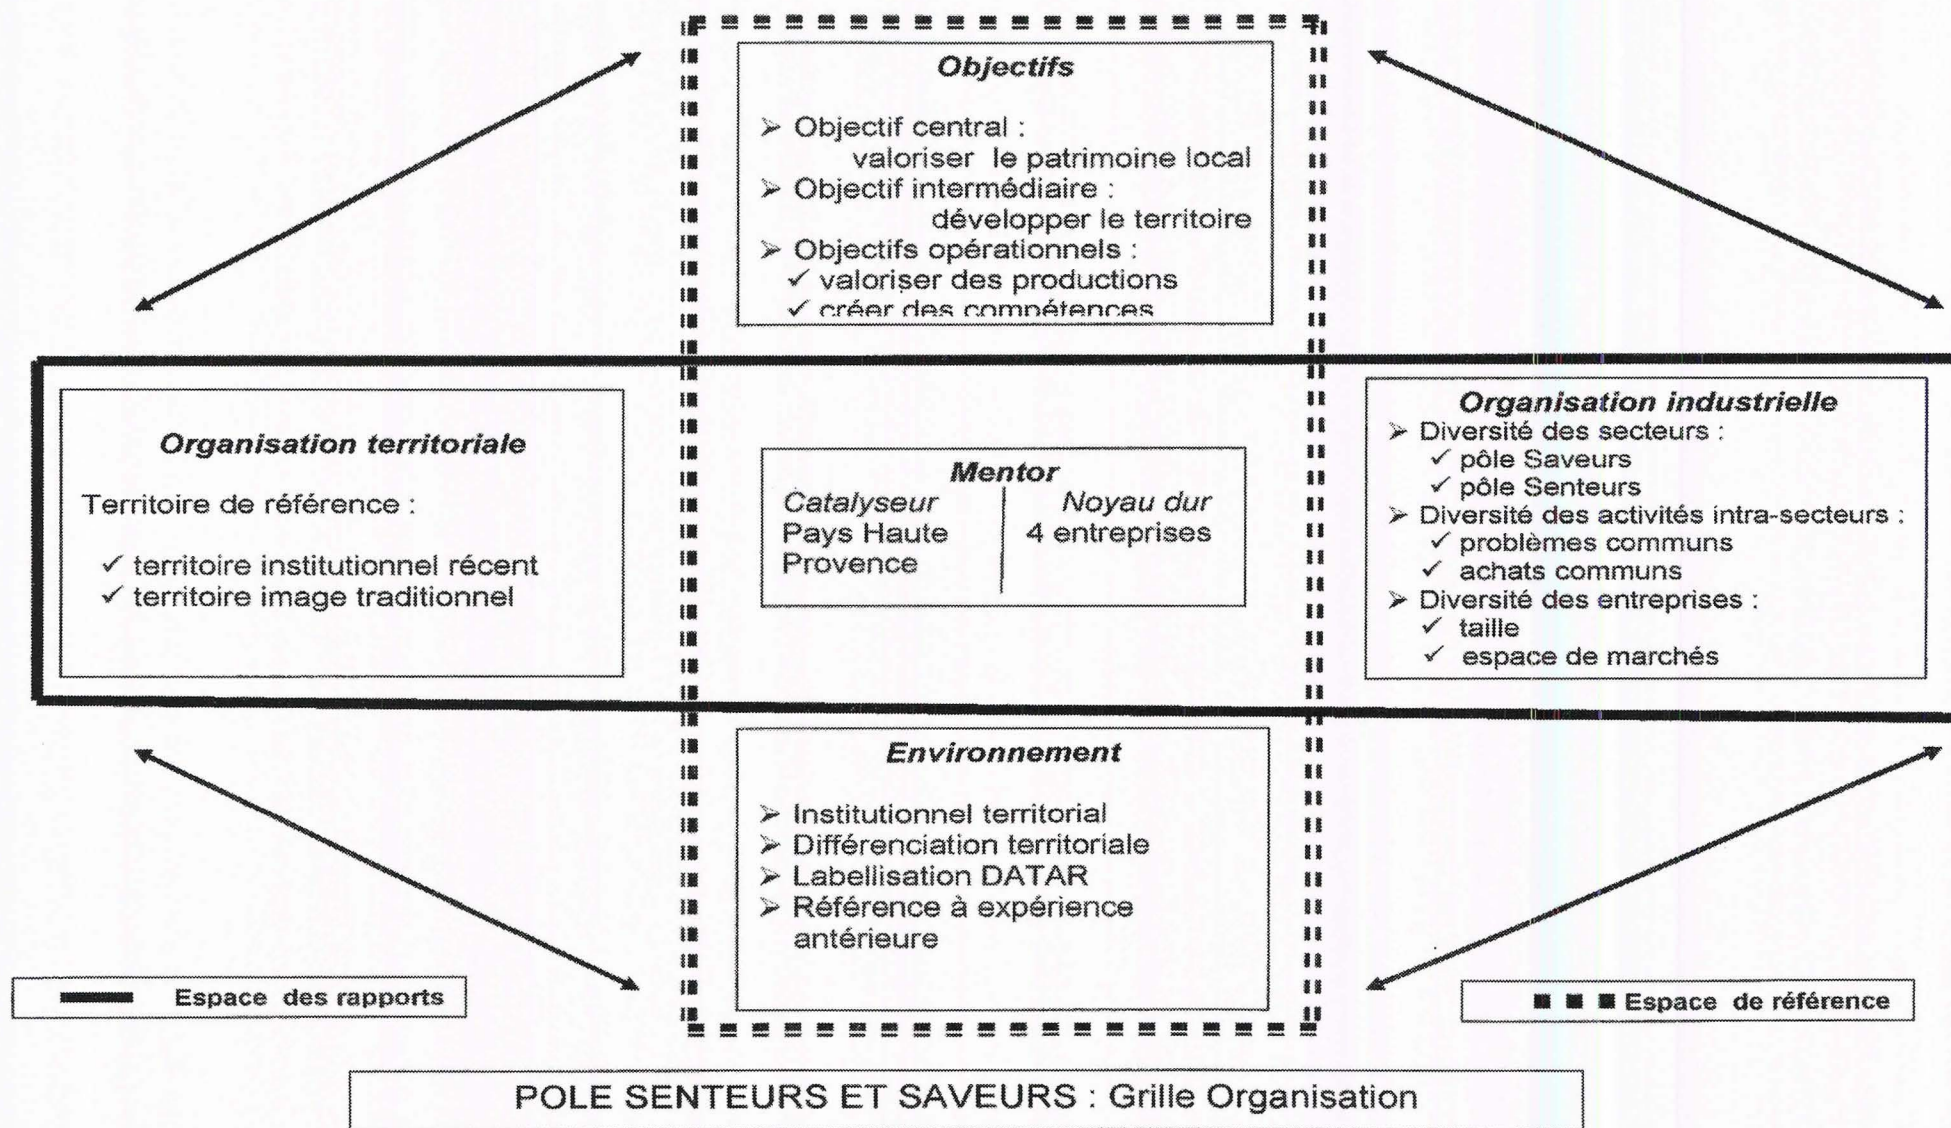 Objectifs
➢ Objectif central :
valoriser le patrimoine local
➢ Objectif intermédiaire :
développer le territoire
➢ Objectifs opérationnels :
✓ valoriser des productions
✓ créer des compétences
Organisation territoriale
Territoire de référence :
✓ territoire institutionnel récent
✓ territoire image traditionnel
Mentor
Catalyseur
Pays Haute
Provence
Noyau dur
4 entreprises
Organisation industrielle
➢ Diversité des secteurs :
✓ pôle Saveurs
✓ pôle Senteurs
➢ Diversité des activités intra-secteurs :
✓ problèmes communs
✓ achats communs
➢ Diversité des entreprises :
✓ taille
✓ espace de marchés
Environnement
➢ Institutionnel territorial
➢ Différenciation territoriale
➢ Labellisation DATAR
➢ Référence à expérience
antérieure
Espace des rapports
Espace de référence
POLE SENTEURS ET SAVEURS : Grille Organisation